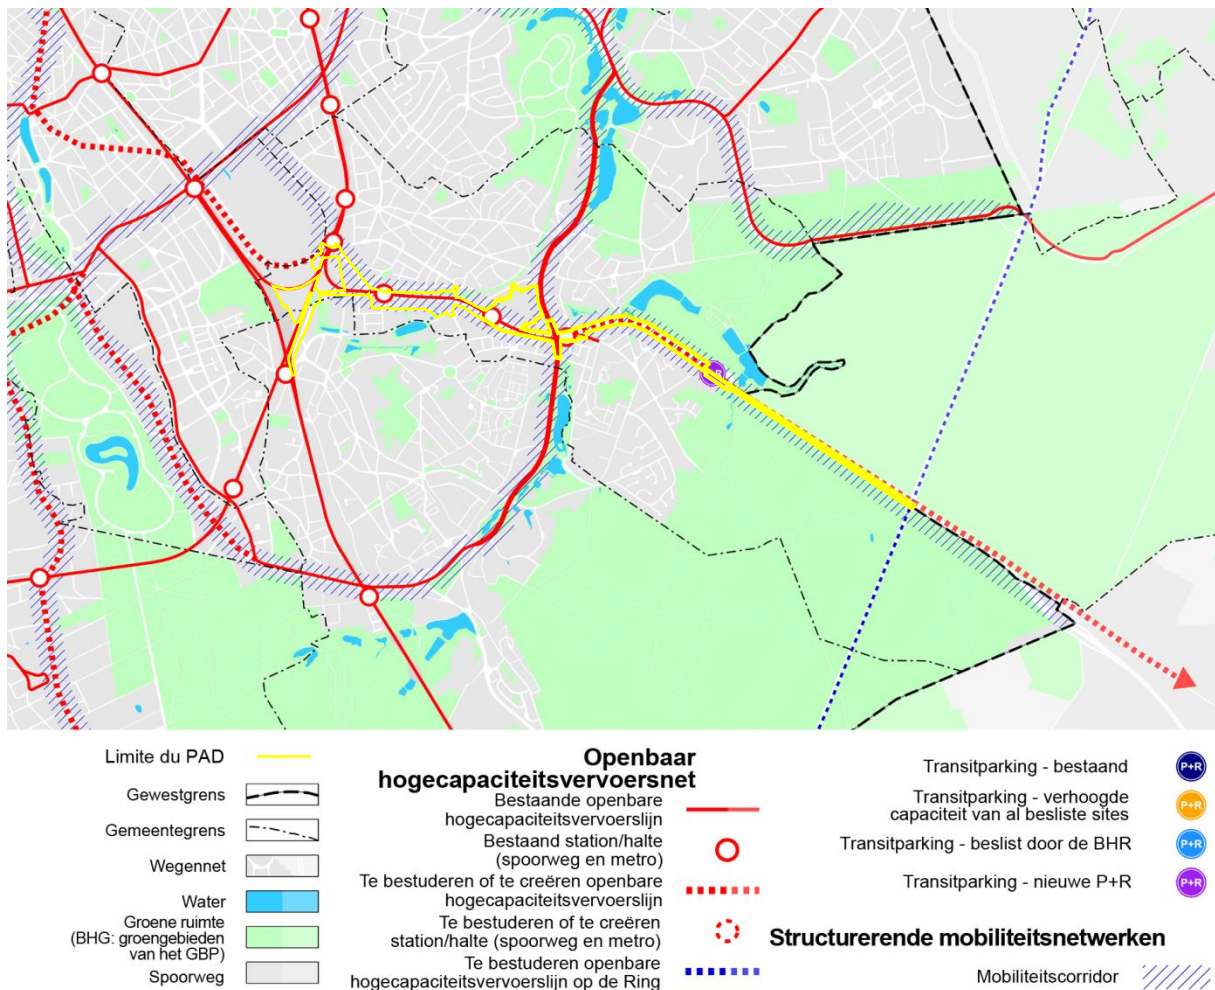 P+R
Limite du PAD
Gewestgrens
Gemeentegrens
Wegennet
Water
Groene ruimte
(BHG: groengebieden
van het GBP)
Spoorweg
Openbaar
hogecapaciteitsvervoersnet
Bestaande openbare
hogecapaciteitsvervoerslijn
Bestaand station/halte
(spoorweg en metro)
Te bestuderen of te creëren openbare
hogecapaciteitsvervoerslijn
Te bestuderen of te creëren
station/halte (spoorweg en metro)
Te bestuderen openbare
hogecapaciteitsvervoerslijn op de Ring
Transitparking - bestaand
P+R
Transitparking - verhoogde
capaciteit van al besliste sites
P+R
Transitparking - beslist door de BHR
P+R
Transitparking - nieuwe P+R
P+R
Structurerende mobiliteitsnetwerken
Mobiliteitscorridor